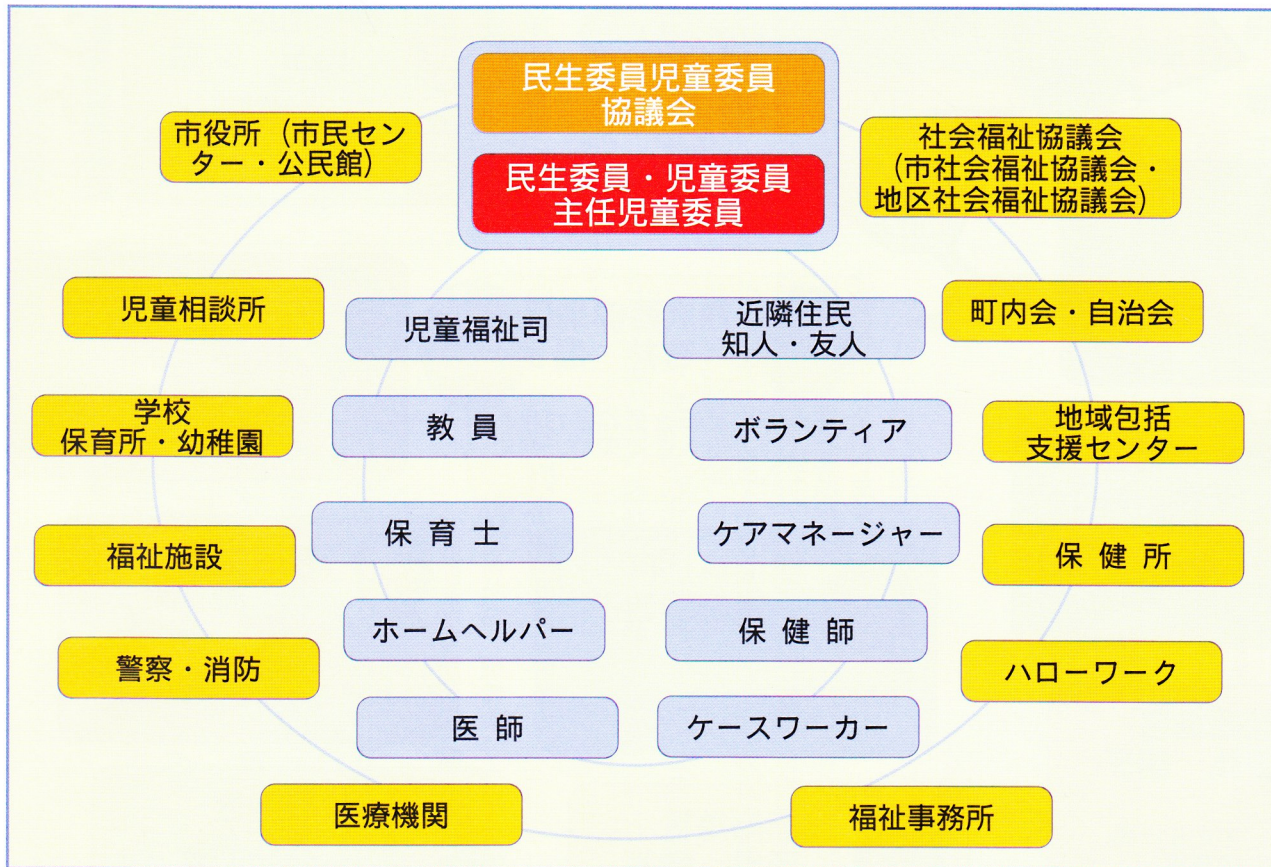 民生委員児童委員
協議会
民生委員・児童委員
主任児童委員
市役所（市民セン
ター・公民館）
社会福祉協議会
（市社会福祉協議会・
地区社会福祉協議会）
児童相談所
児童福祉司
近隣住民
知人・友人
町内会・自治会
学校
保育所・幼稚園
教 員
ボランティア
地域包括
支援センター
福祉施設
保 育 士
ケアマネージャー
保 健 所
警察・消防
ホームヘルパー
保 健 師
ハローワーク
医 師
ケースワーカー
医療機関
福祉事務所